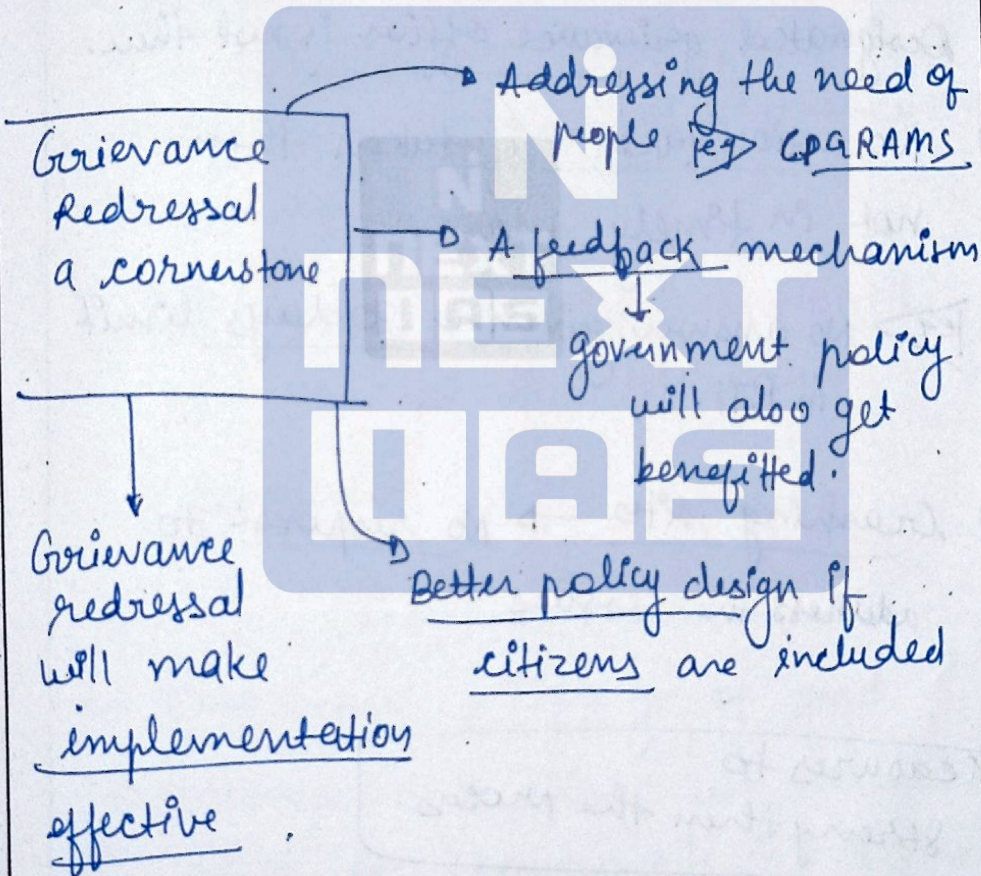 Grievance
Redressal
a cornerstone
Addressing the need of
people eg CPGRAMS
A feedback mechanism
government policy
will also get
benefitted.
Better policy design if
citizens are included
Grievance
redressal
will make
implementation
effective.
N
NEXT
IAS